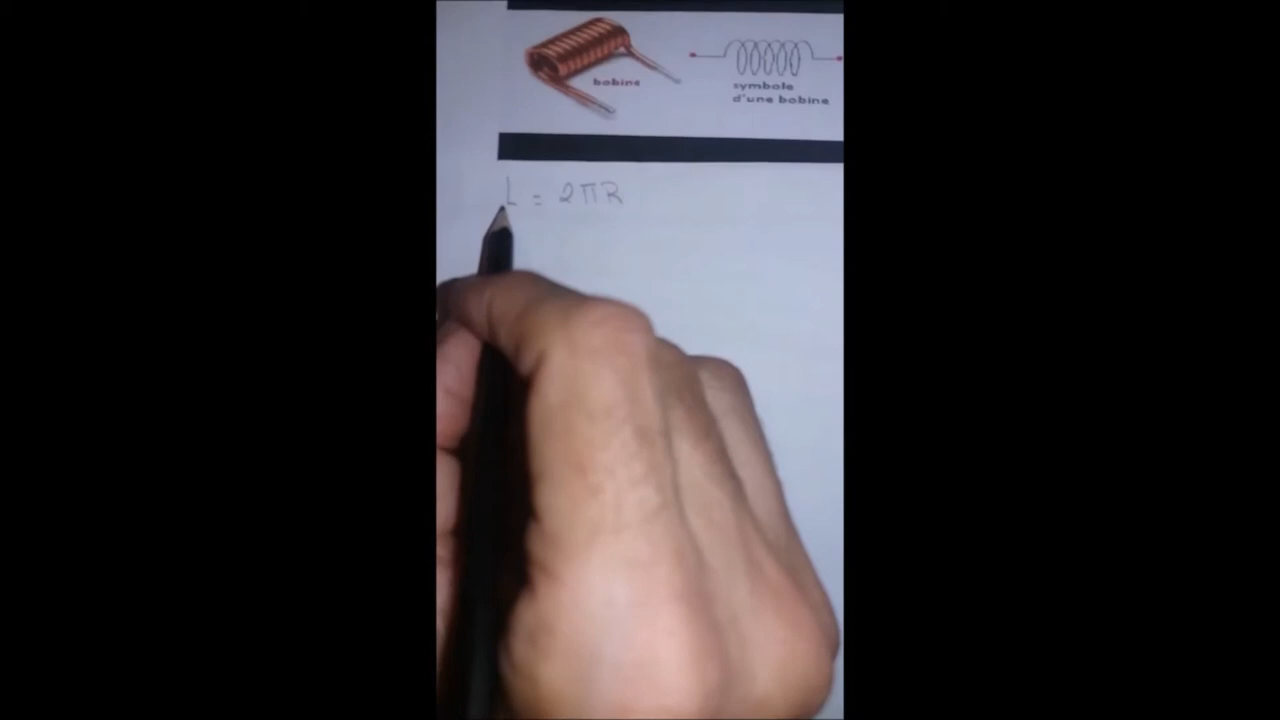 bobine
symbole
d'une bobine
L = 2πR